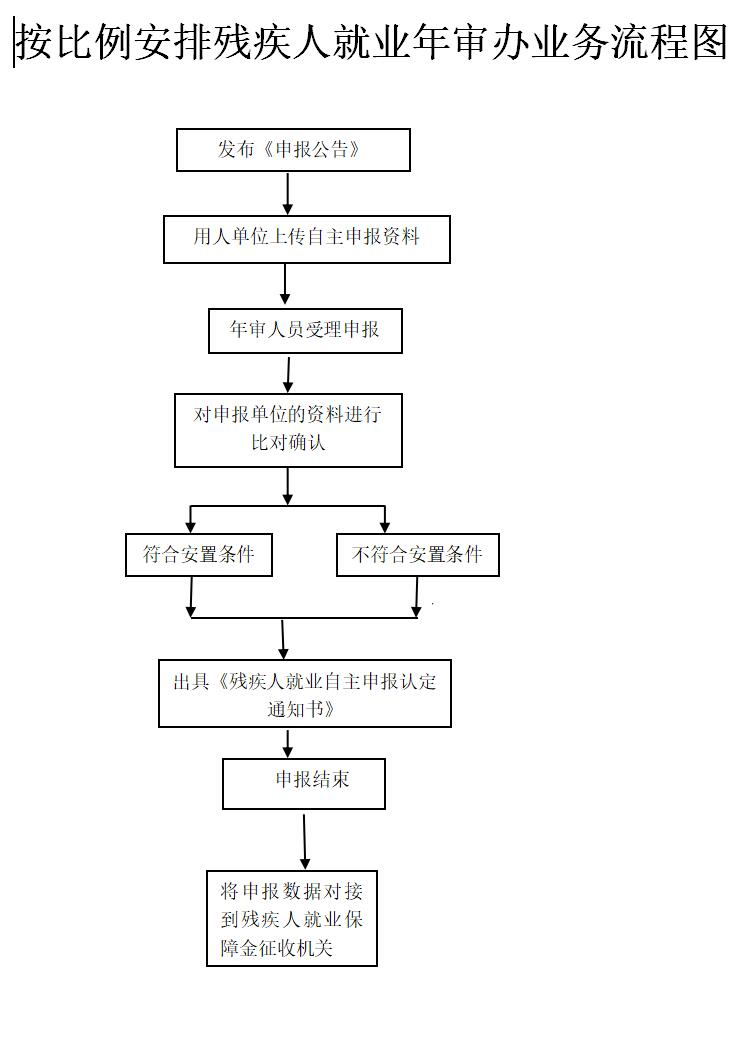 按比例安排残疾人就业年审办业务流程图
发布《申报公告》
用人单位上传自主申报资料
年审人员受理申报
对申报单位的资料进行
比对确认
符合安置条件
不符合安置条件
出具《残疾人就业自主申报认定
通知书》
申报结束
将申报数据对接
到残疾人就业保
障金征收机关